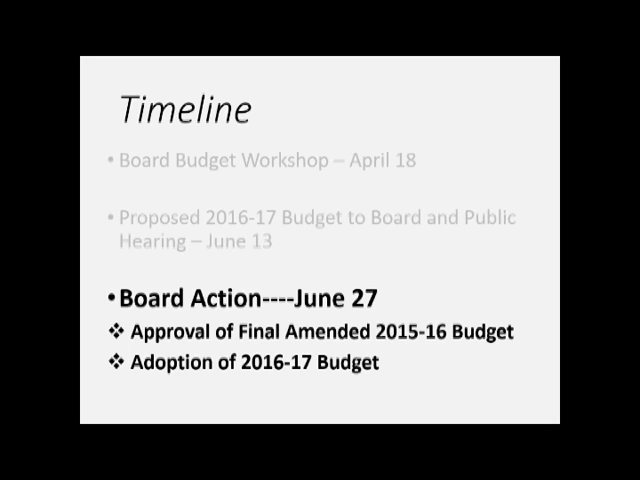 Timeline
• Board Budget Workshop – April 18
• Proposed 2016-17 Budget to Board and Public
Hearing – June 13
• Board Action----June 27
❖ Approval of Final Amended 2015-16 Budget
❖ Adoption of 2016-17 Budget